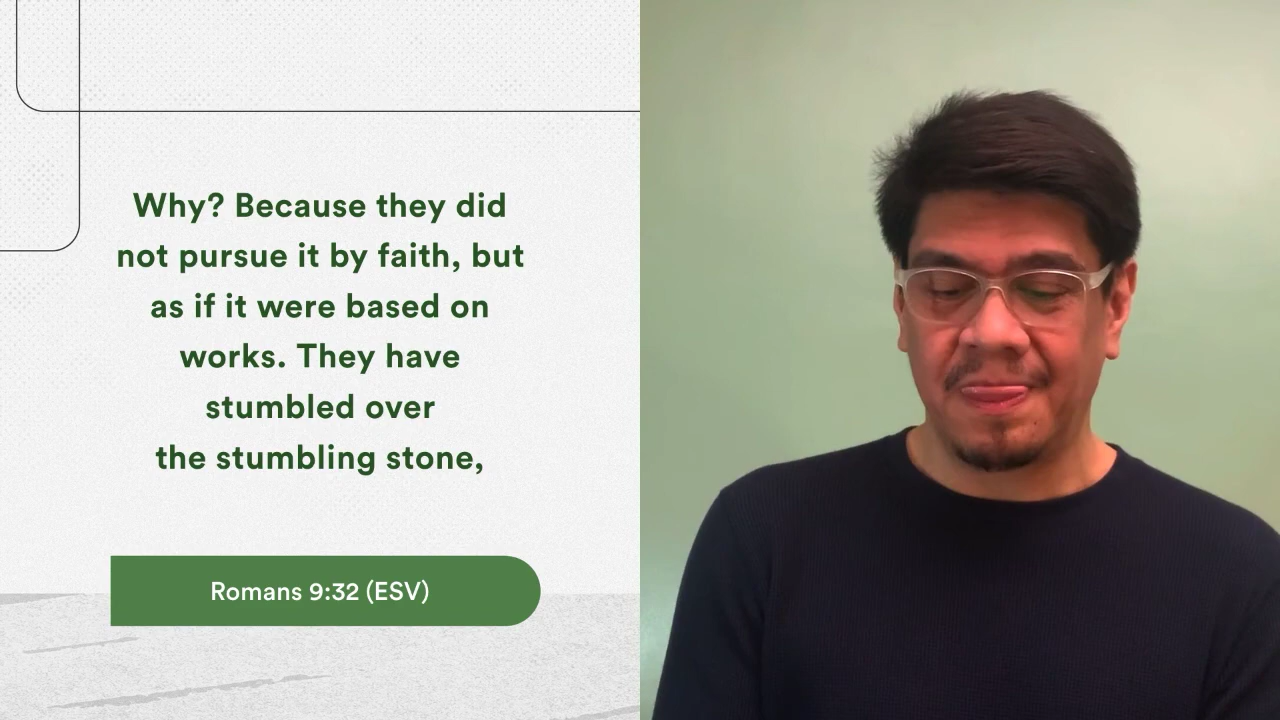 Why? Because they did
not pursue it by faith, but
as if it were based on
works. They have
stumbled over
the stumbling stone,
Romans 9:32 (ESV)